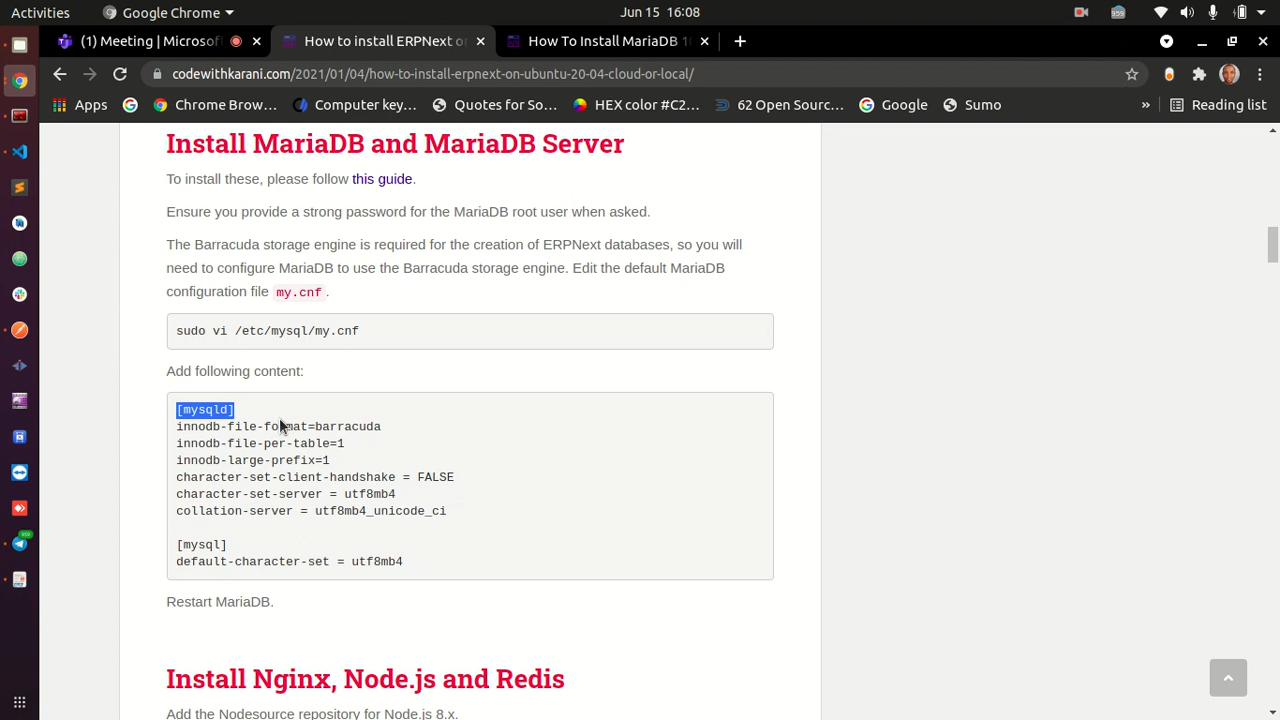 Activities
Google Chrome
Jun 15 16:08
959
(1) Meeting | Microsof
How to install ERPNext o
How To Install MariaDB 1
codewithkarani.com/2021/01/04/how-to-install-erpnext-on-ubuntu-20-04-cloud-or-local/
Apps
Chrome Brow...
Computer key...
Quotes for So...
HEX color #C2...
62 Open Sourc...
Google
Sumo
»
Reading list
Install MariaDB and MariaDB Server
To install these, please follow this guide.
Ensure you provide a strong password for the MariaDB root user when asked.
The Barracuda storage engine is required for the creation of ERPNext databases, so you will
need to configure MariaDB to use the Barracuda storage engine. Edit the default MariaDB
configuration file my.cnf.
sudo vi /etc/mysql/my.cnf
Add following content:
[mysqld]
innodb-file-format=barracuda
innodb-file-per-table=1
innodb-large-prefix=1
character-set-client-handshake = FALSE
character-set-server = utf8mb4
collation-server = utf8mb4_unicode_ci
[mysql]
default-character-set = utf8mb4
Restart MariaDB.
Install Nginx, Node.js and Redis
Add the Nodesource repository for Node.js 8.x.